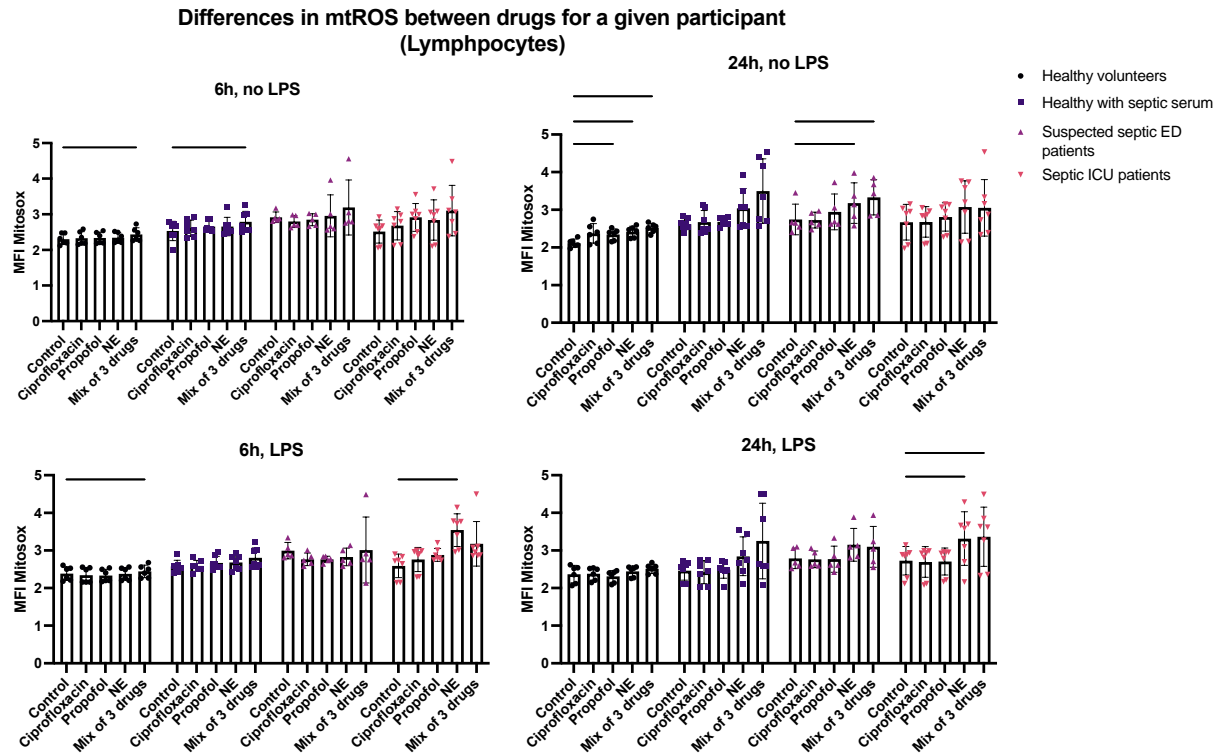 Differences in mtROS between drugs for a given participant
(Lymphpocytes)
6h, no LPS
MFI Mitosox
5
4
3
2
1
0
Control
Ciprofloxacin
Propofol
NE
Mix of 3 drugs
Control
Ciprofloxacin
Propofol
NE
Mix of 3 drugs
Control
Ciprofloxacin
Propofol
NE
Mix of 3 drugs
Control
Ciprofloxacin
Propofol
NE
Mix of 3 drugs
24h, no LPS
MFI Mitosox
5
4
3
2
1
0
Control
Ciprofloxacin
Propofol
NE
Mix of 3 drugs
Control
Ciprofloxacin
Propofol
NE
Mix of 3 drugs
Control
Ciprofloxacin
Propofol
NE
Mix of 3 drugs
Control
Ciprofloxacin
Propofol
NE
Mix of 3 drugs
Healthy volunteers
Healthy with septic serum
Suspected septic ED
patients
Septic ICU patients
6h, LPS
MFI Mitosox
5
4
3
2
1
0
Control
Ciprofloxacin
Propofol
NE
Mix of 3 drugs
Control
Ciprofloxacin
Propofol
NE
Mix of 3 drugs
Control
Ciprofloxacin
Propofol
NE
Mix of 3 drugs
Control
Ciprofloxacin
Propofol
NE
Mix of 3 drugs
24h, LPS
MFI Mitosox
5
4
3
2
1
0
Control
Ciprofloxacin
Propofol
NE
Mix of 3 drugs
Control
Ciprofloxacin
Propofol
NE
Mix of 3 drugs
Control
Ciprofloxacin
Propofol
NE
Mix of 3 drugs
Control
Ciprofloxacin
Propofol
NE
Mix of 3 drugs